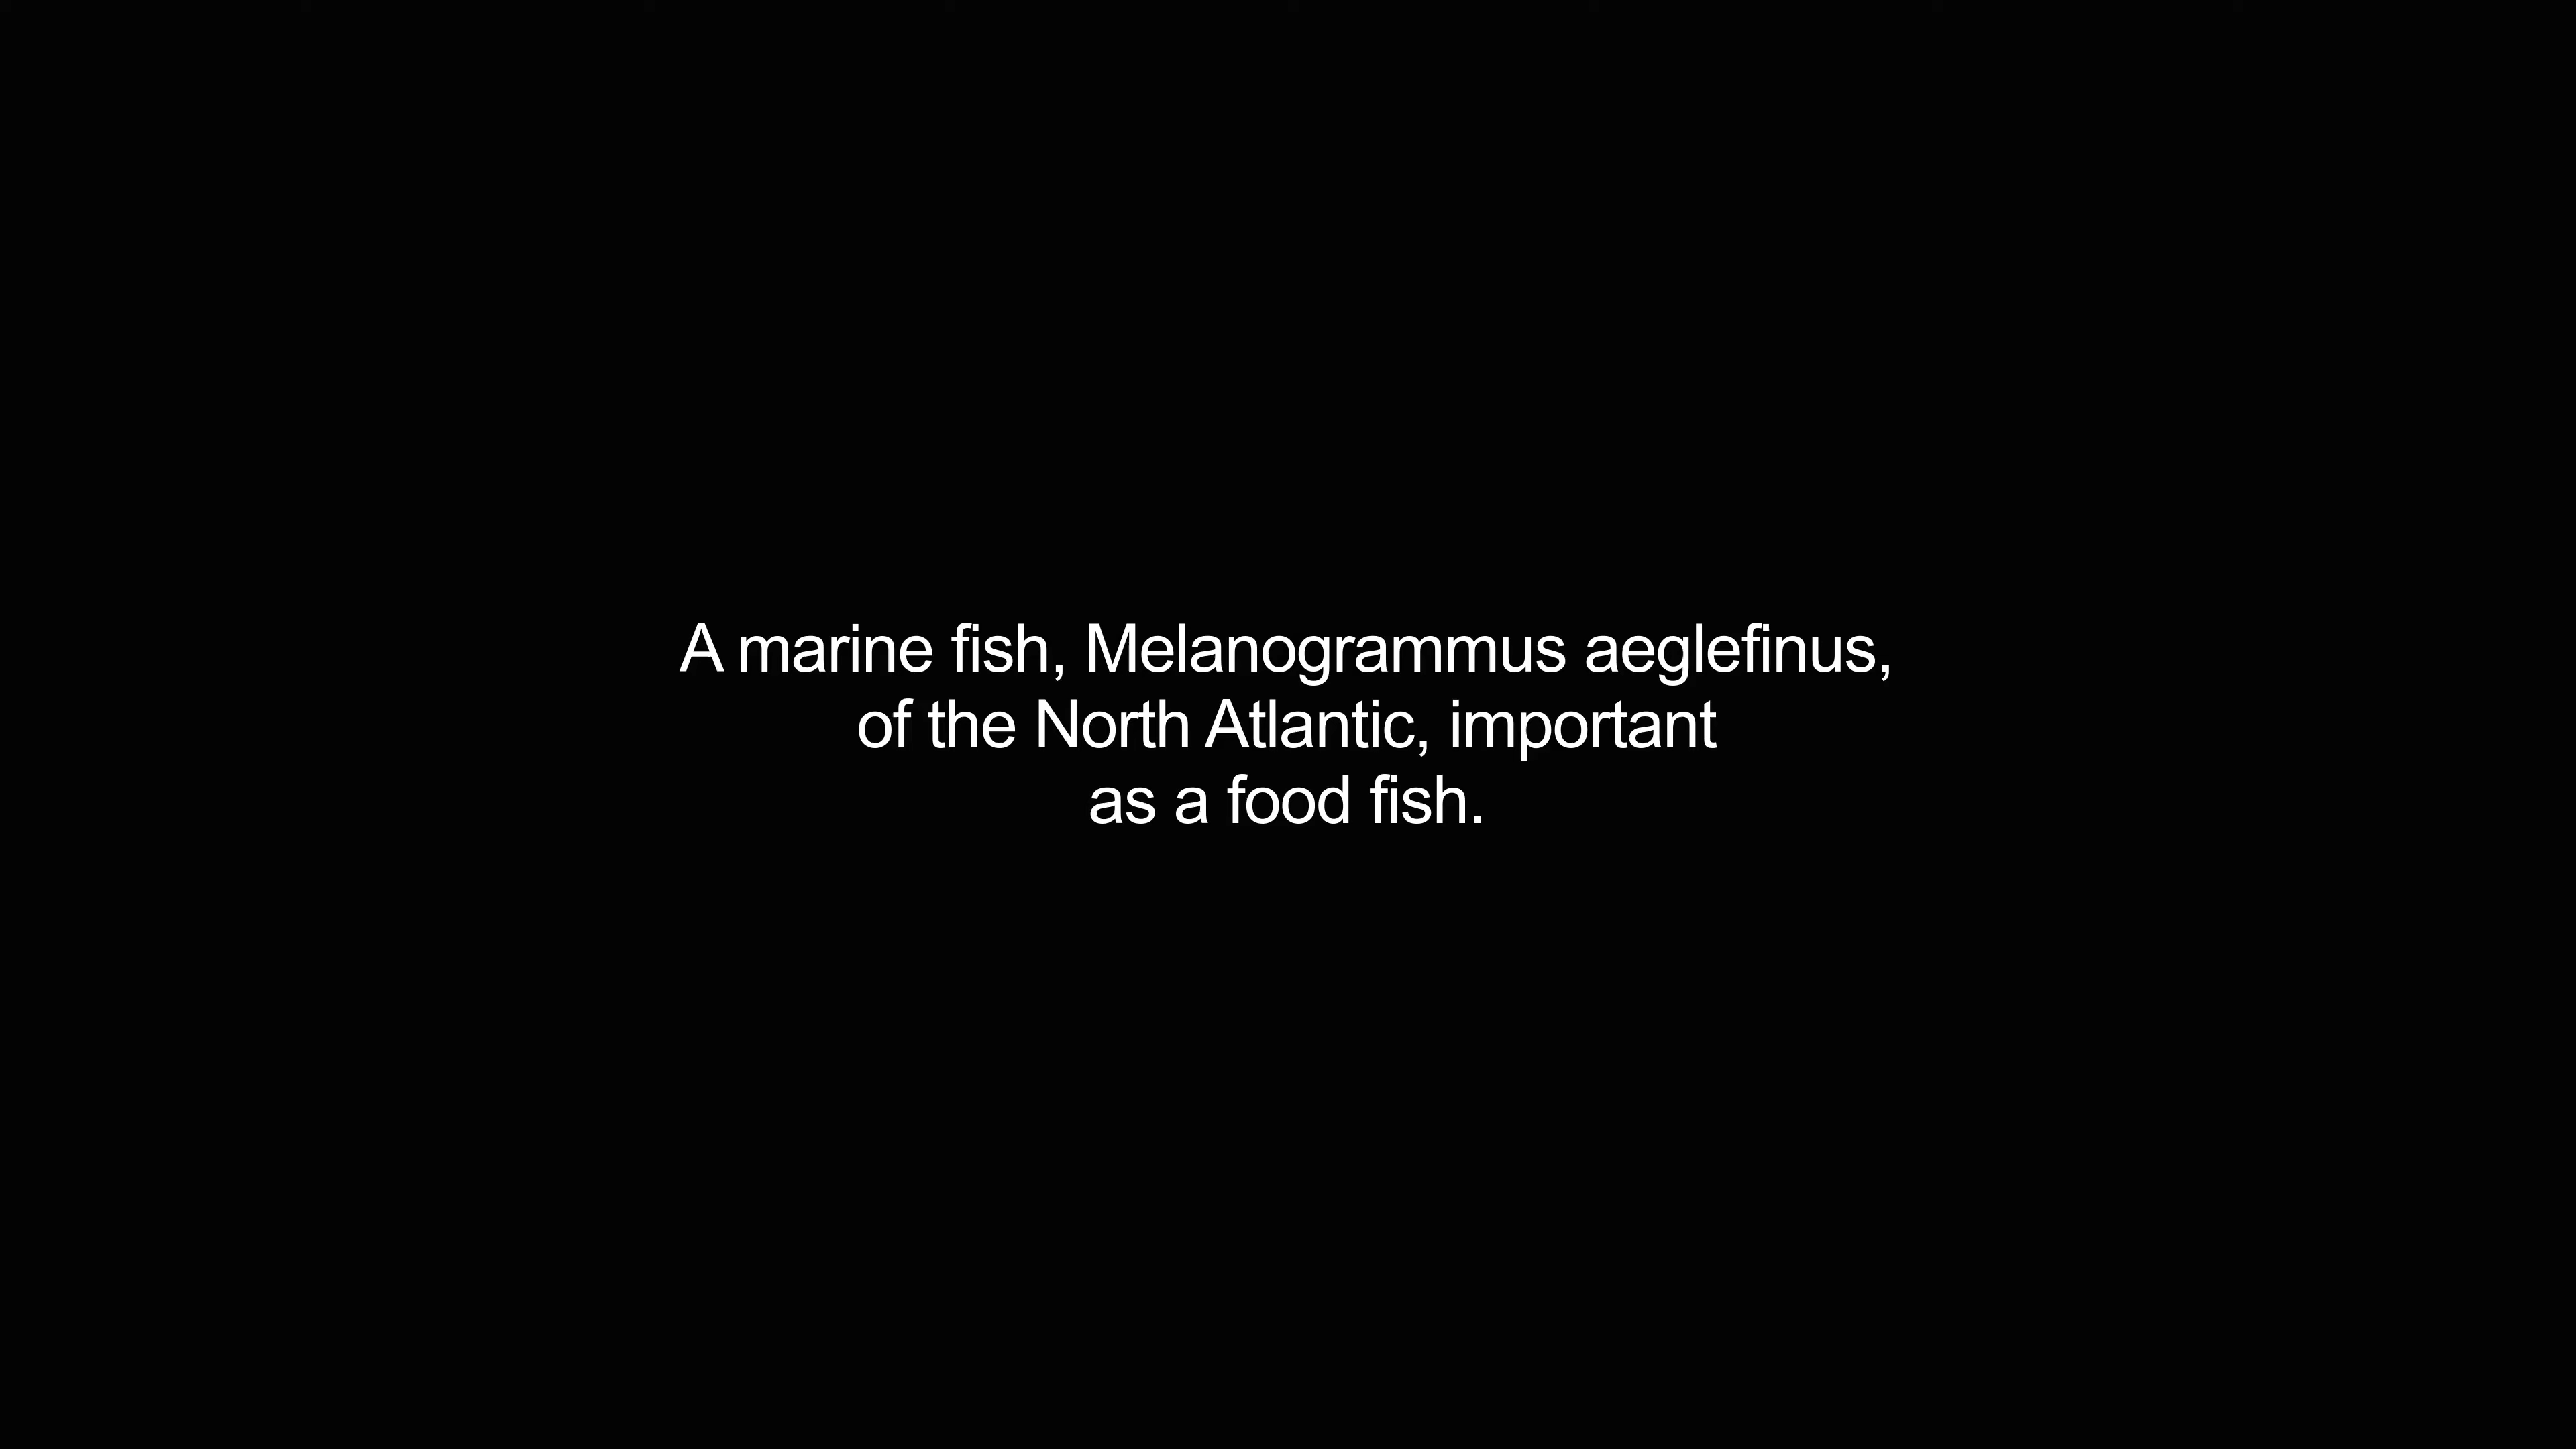 A marine fish, Melanogrammus aeglefinus,
of the North Atlantic, important
as a food fish.